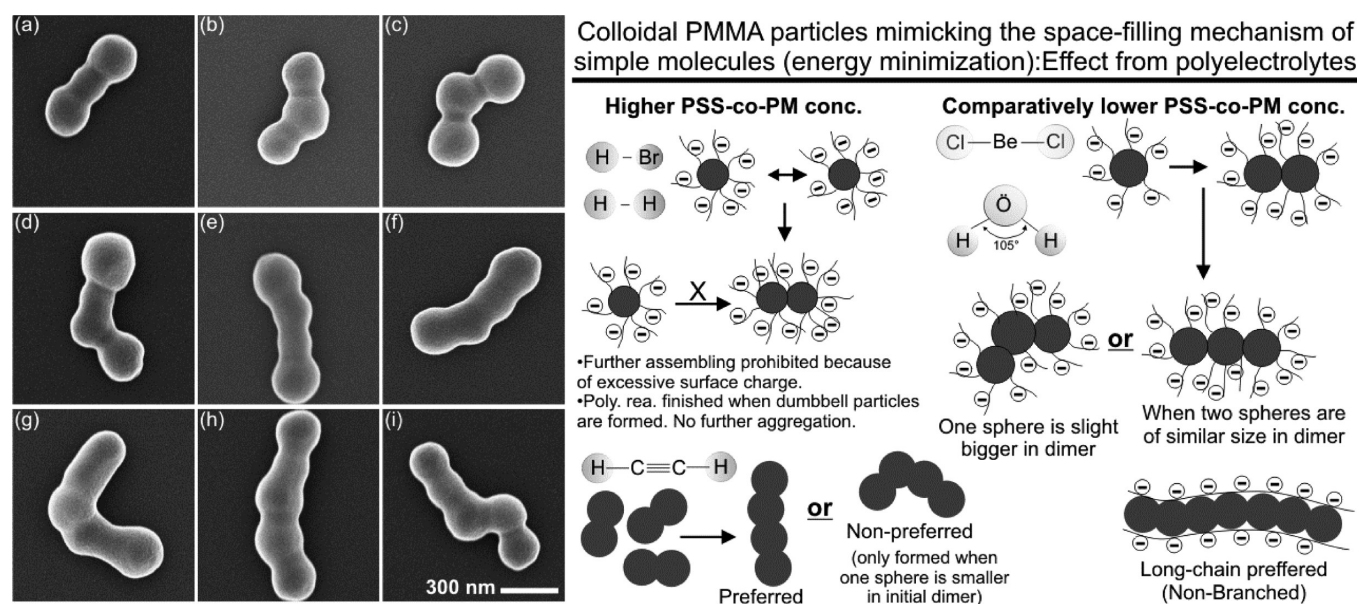 (a)
(b)
(c)
(d)
(e)
(f)
(g)
(h)
(i)
300 nm
Colloidal PMMA particles mimicking the space-filling mechanism of
simple molecules (energy minimization):Effect from polyelectrolytes
Higher PSS-co-PM conc.
H - Br
H - H
X
•Further assembling prohibited because
of excessive surface charge.
•Poly. rea. finished when dumbbell particles
are formed. No further aggregation.
Comparatively lower PSS-co-PM conc.
Cl—Be—Cl
Ö
H
H
105°
or
One sphere is slight
bigger in dimer
When two spheres are
of similar size in dimer
H—C≡C—H
or
Preferred
Non-preferred
(only formed when
one sphere is smaller
in initial dimer)
Long-chain preffered
(Non-Branched)